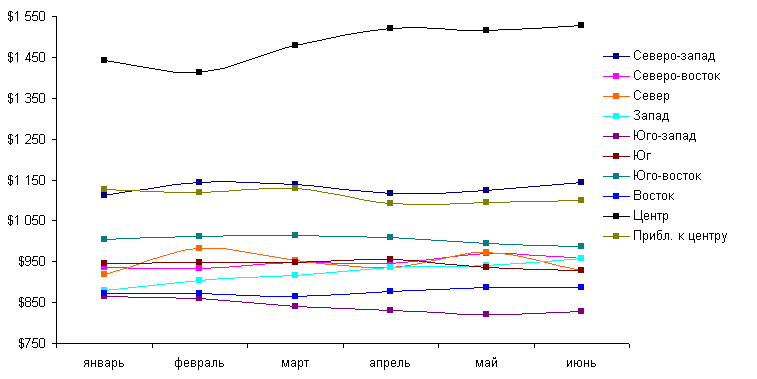 $1 550
$1 450
$1 350
$1 250
$1 150
$1 050
$950
$850
$750
январь февраль март апрель май июнь
Северо-запад
Северо-восток
Север
Запад
Юго-запад
Юг
Юго-восток
Восток
Центр
Прибл. к центру